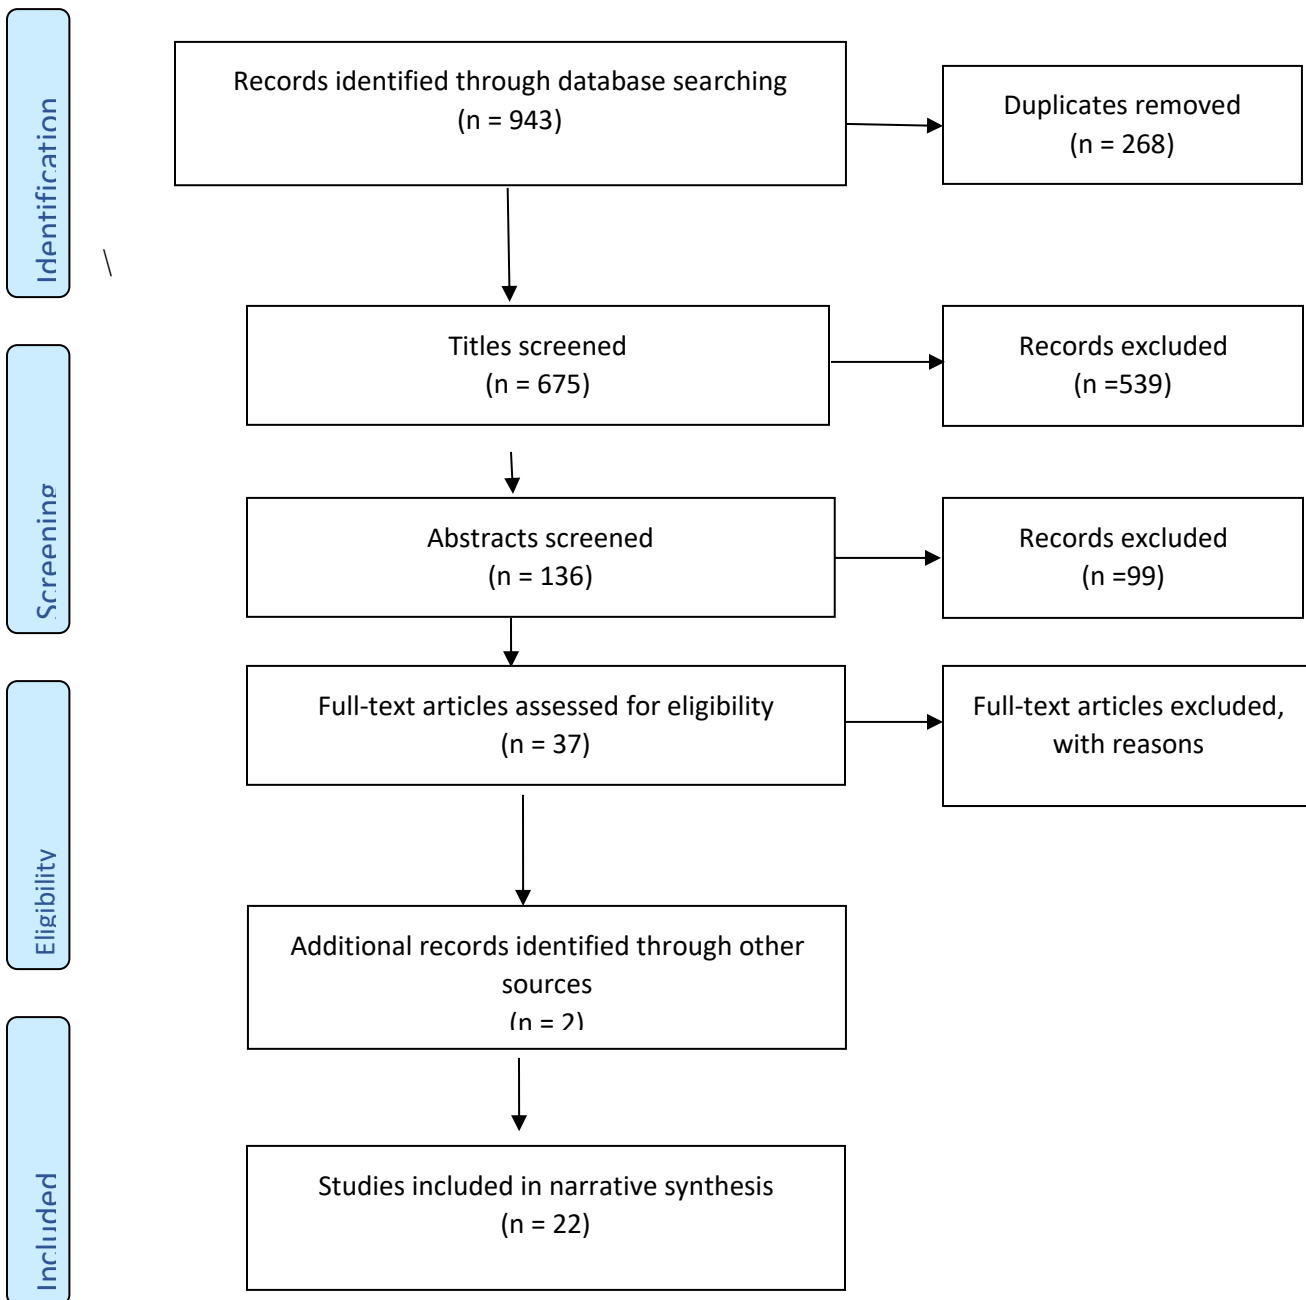 Identification
Records identified through database searching
(n = 943)
Duplicates removed
(n = 268)
\
Titles screened
(n = 675)
Records excluded
(n =539)
Screening
Abstracts screened
(n = 136)
Records excluded
(n =99)
Full-text articles assessed for eligibility
(n = 37)
Full-text articles excluded,
with reasons
Eligibility
Additional records identified through other
sources
(n = 2)
Included
Studies included in narrative synthesis
(n = 22)